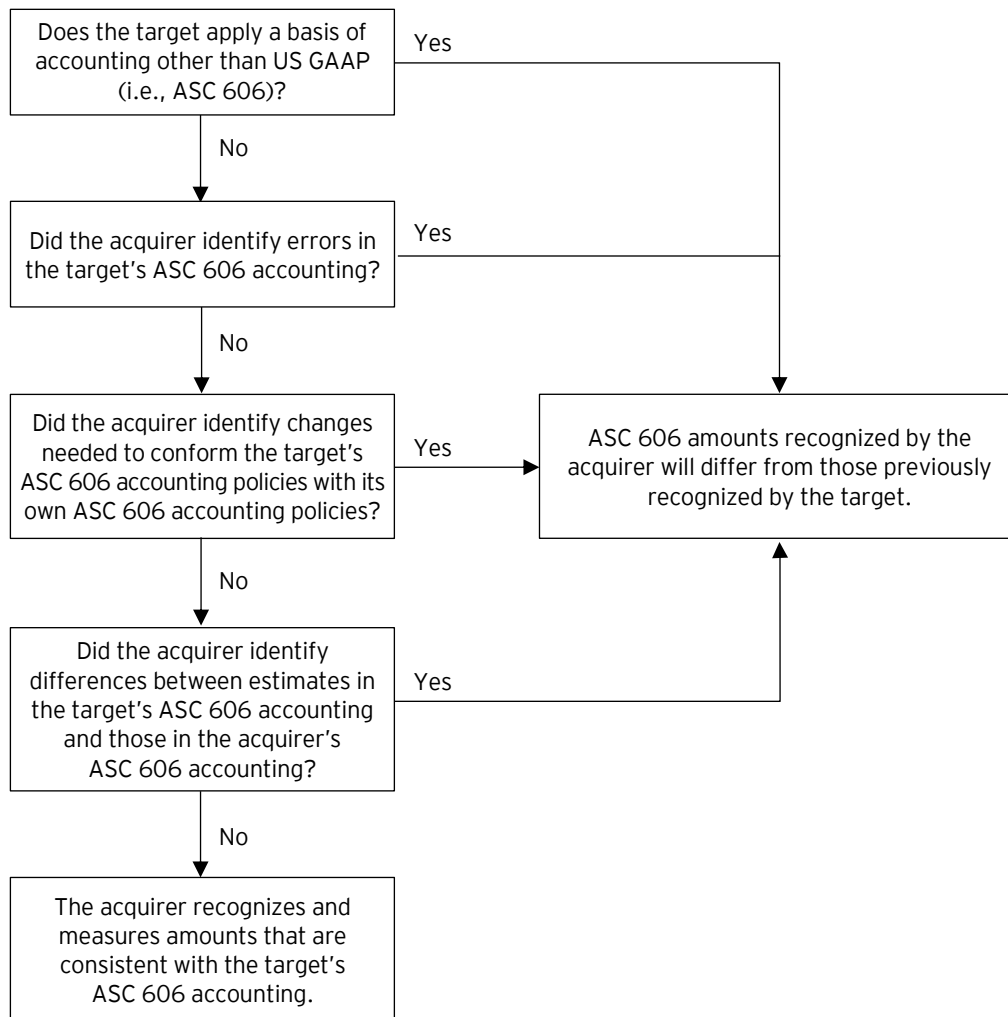 Does the target apply a basis of
accounting other than US GAAP
(i.e., ASC 606)?
Yes
No
Did the acquirer identify errors in
the target's ASC 606 accounting?
Yes
No
Did the acquirer identify changes
needed to conform the target's
ASC 606 accounting policies with its
own ASC 606 accounting policies?
Yes
ASC 606 amounts recognized by the
acquirer will differ from those previously
recognized by the target.
No
Did the acquirer identify
differences between estimates in
the target's ASC 606 accounting
and those in the acquirer's
ASC 606 accounting?
Yes
No
The acquirer recognizes and
measures amounts that are
consistent with the target's
ASC 606 accounting.